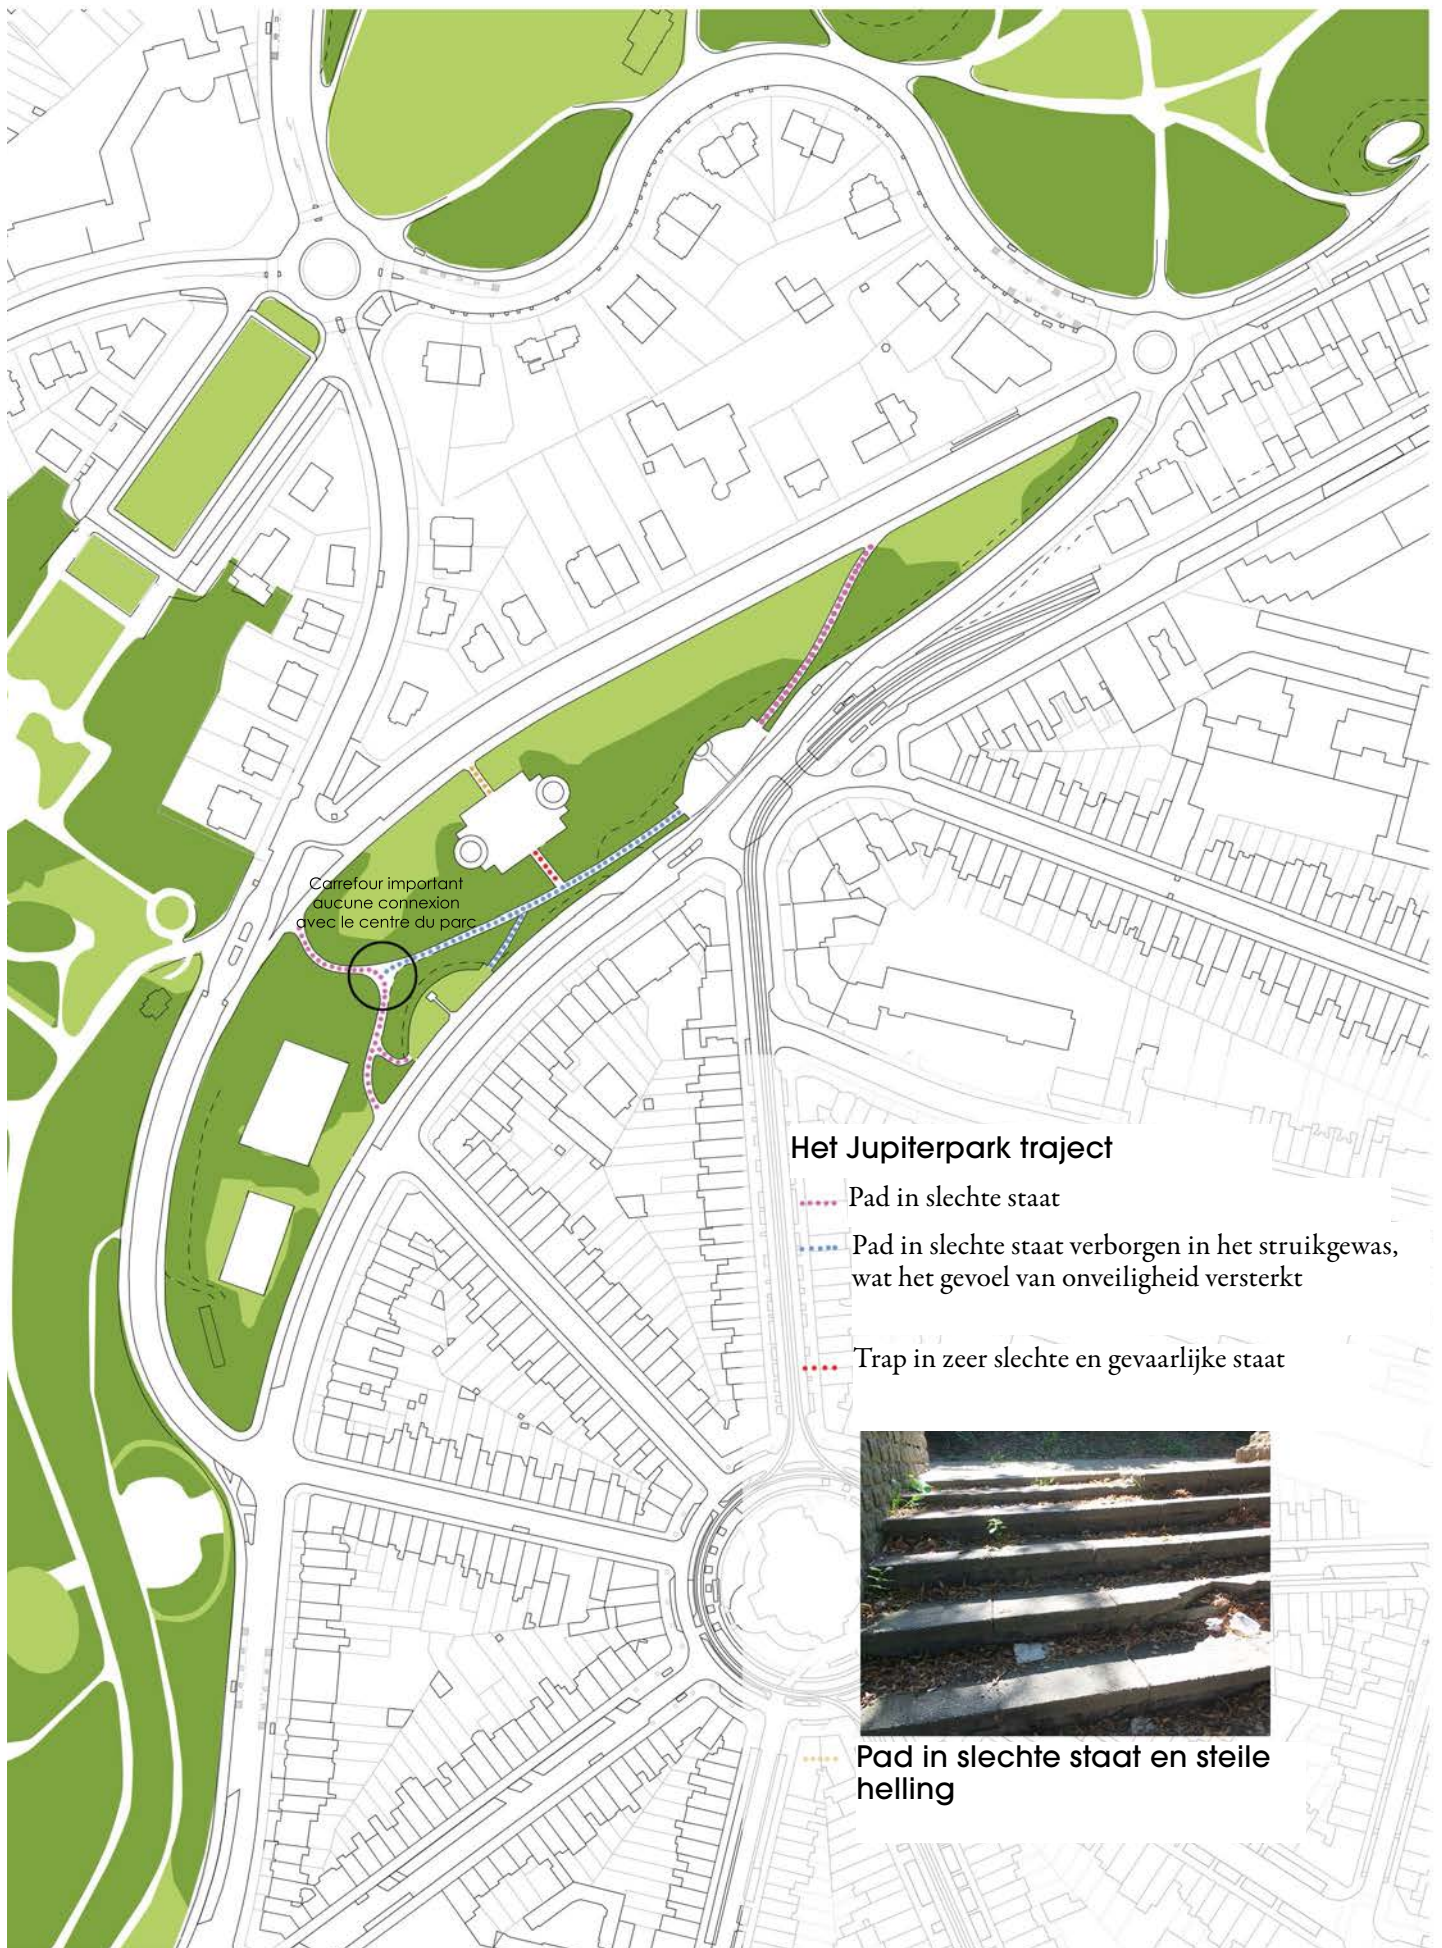 Carrefour important
aucune connexion
avec le centre du parc
Het Jupiterpark traject
Pad in slechte staat
Pad in slechte staat verborgen in het struikgewas,
wat het gevoel van onveiligheid versterkt
Trap in zeer slechte en gevaarlijke staat
Pad in slechte staat en steile
helling